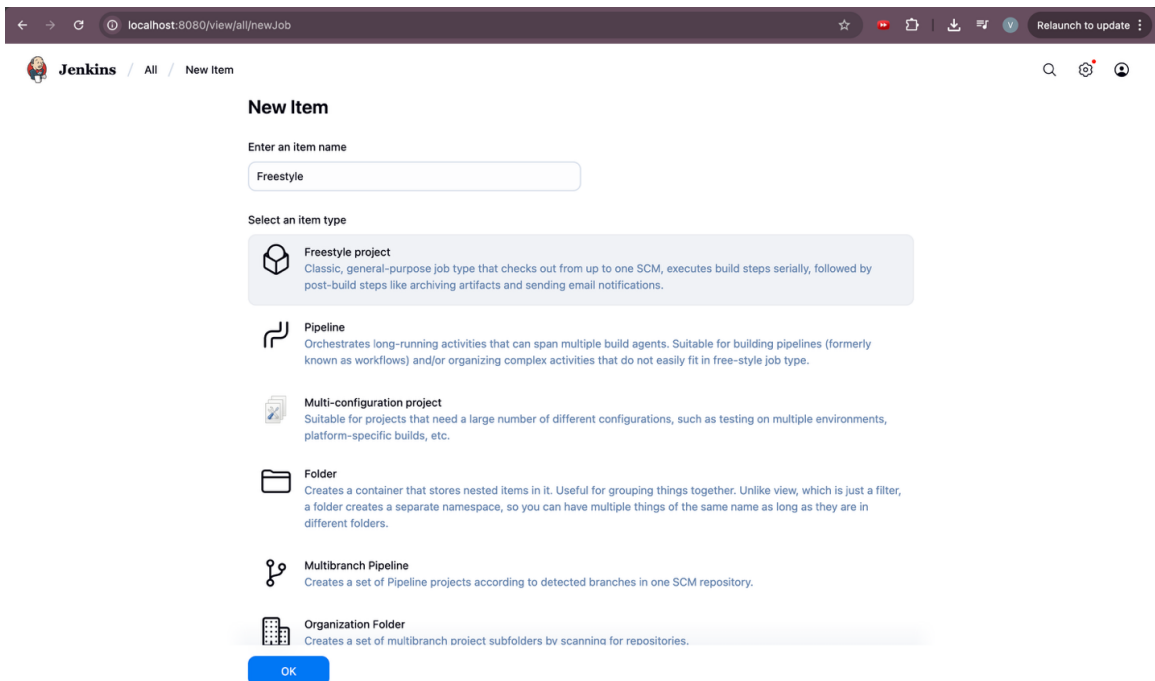 localhost:8080/view/all/newJob
V
Relaunch to update
Jenkins / All / New Item
New Item
Enter an item name
Freestyle
Select an item type
Freestyle project
Classic, general-purpose job type that checks out from up to one SCM, executes build steps serially, followed by
post-build steps like archiving artifacts and sending email notifications.
Pipeline
Orchestrates long-running activities that can span multiple build agents. Suitable for building pipelines (formerly
known as workflows) and/or organizing complex activities that do not easily fit in free-style job type.
Multi-configuration project
Suitable for projects that need a large number of different configurations, such as testing on multiple environments,
platform-specific builds, etc.
Folder
Creates a container that stores nested items in it. Useful for grouping things together. Unlike view, which is just a filter,
a folder creates a separate namespace, so you can have multiple things of the same name as long as they are in
different folders.
Multibranch Pipeline
Creates a set of Pipeline projects according to detected branches in one SCM repository.
Organization Folder
Creates a set of multibranch project subfolders by scanning for repositories.
OK